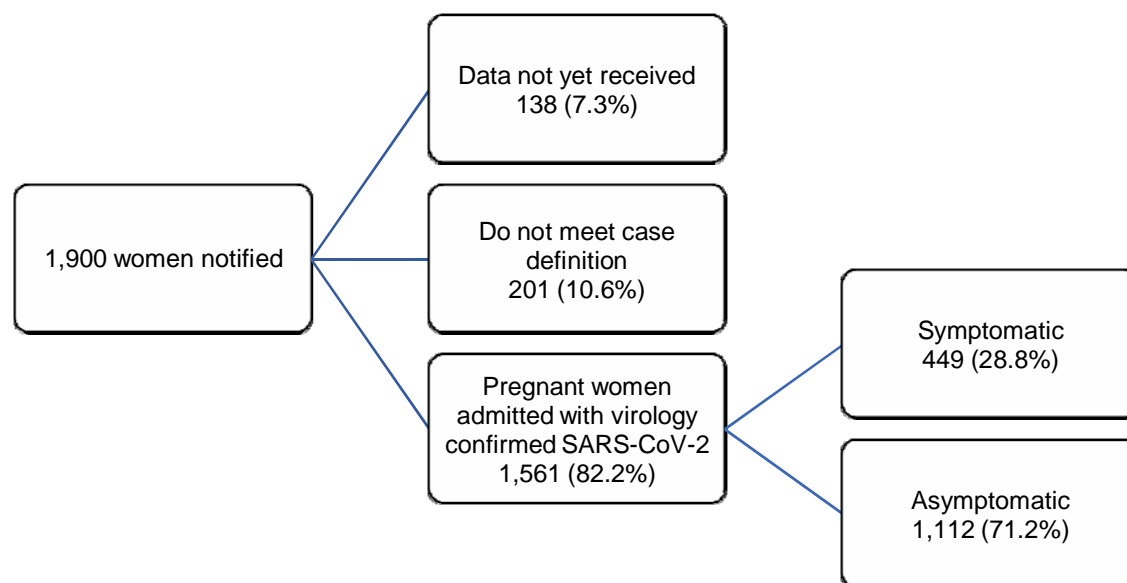 Data not yet received
138 (7.3%)
1,900 women notified
Do not meet case
definition
201 (10.6%)
Pregnant women
admitted with virology
confirmed SARS-CoV-2
1,561 (82.2%)
Symptomatic
449 (28.8%)
Asymptomatic
1,112 (71.2%)